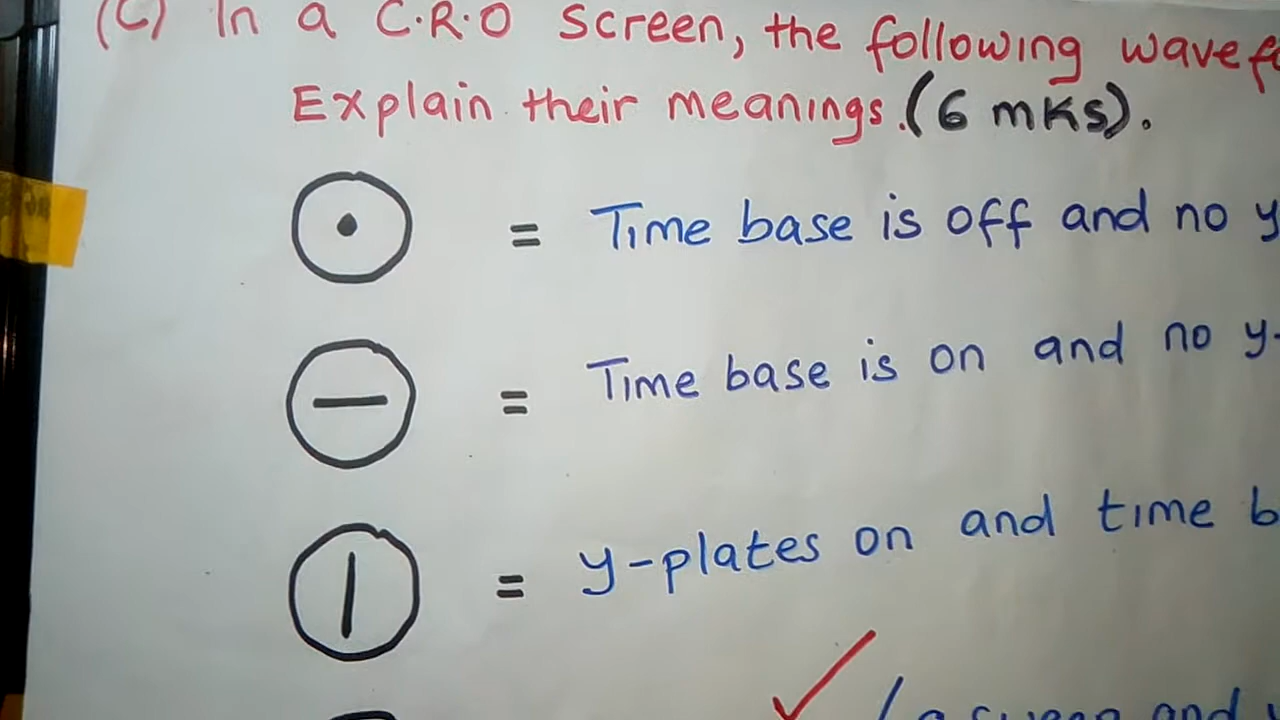 (C) In a C.R.O Screen, the following
Explain their meanings. (6 mks).
= Time base is off and no
= Time base is on and no y-
= y-plates on and time
and